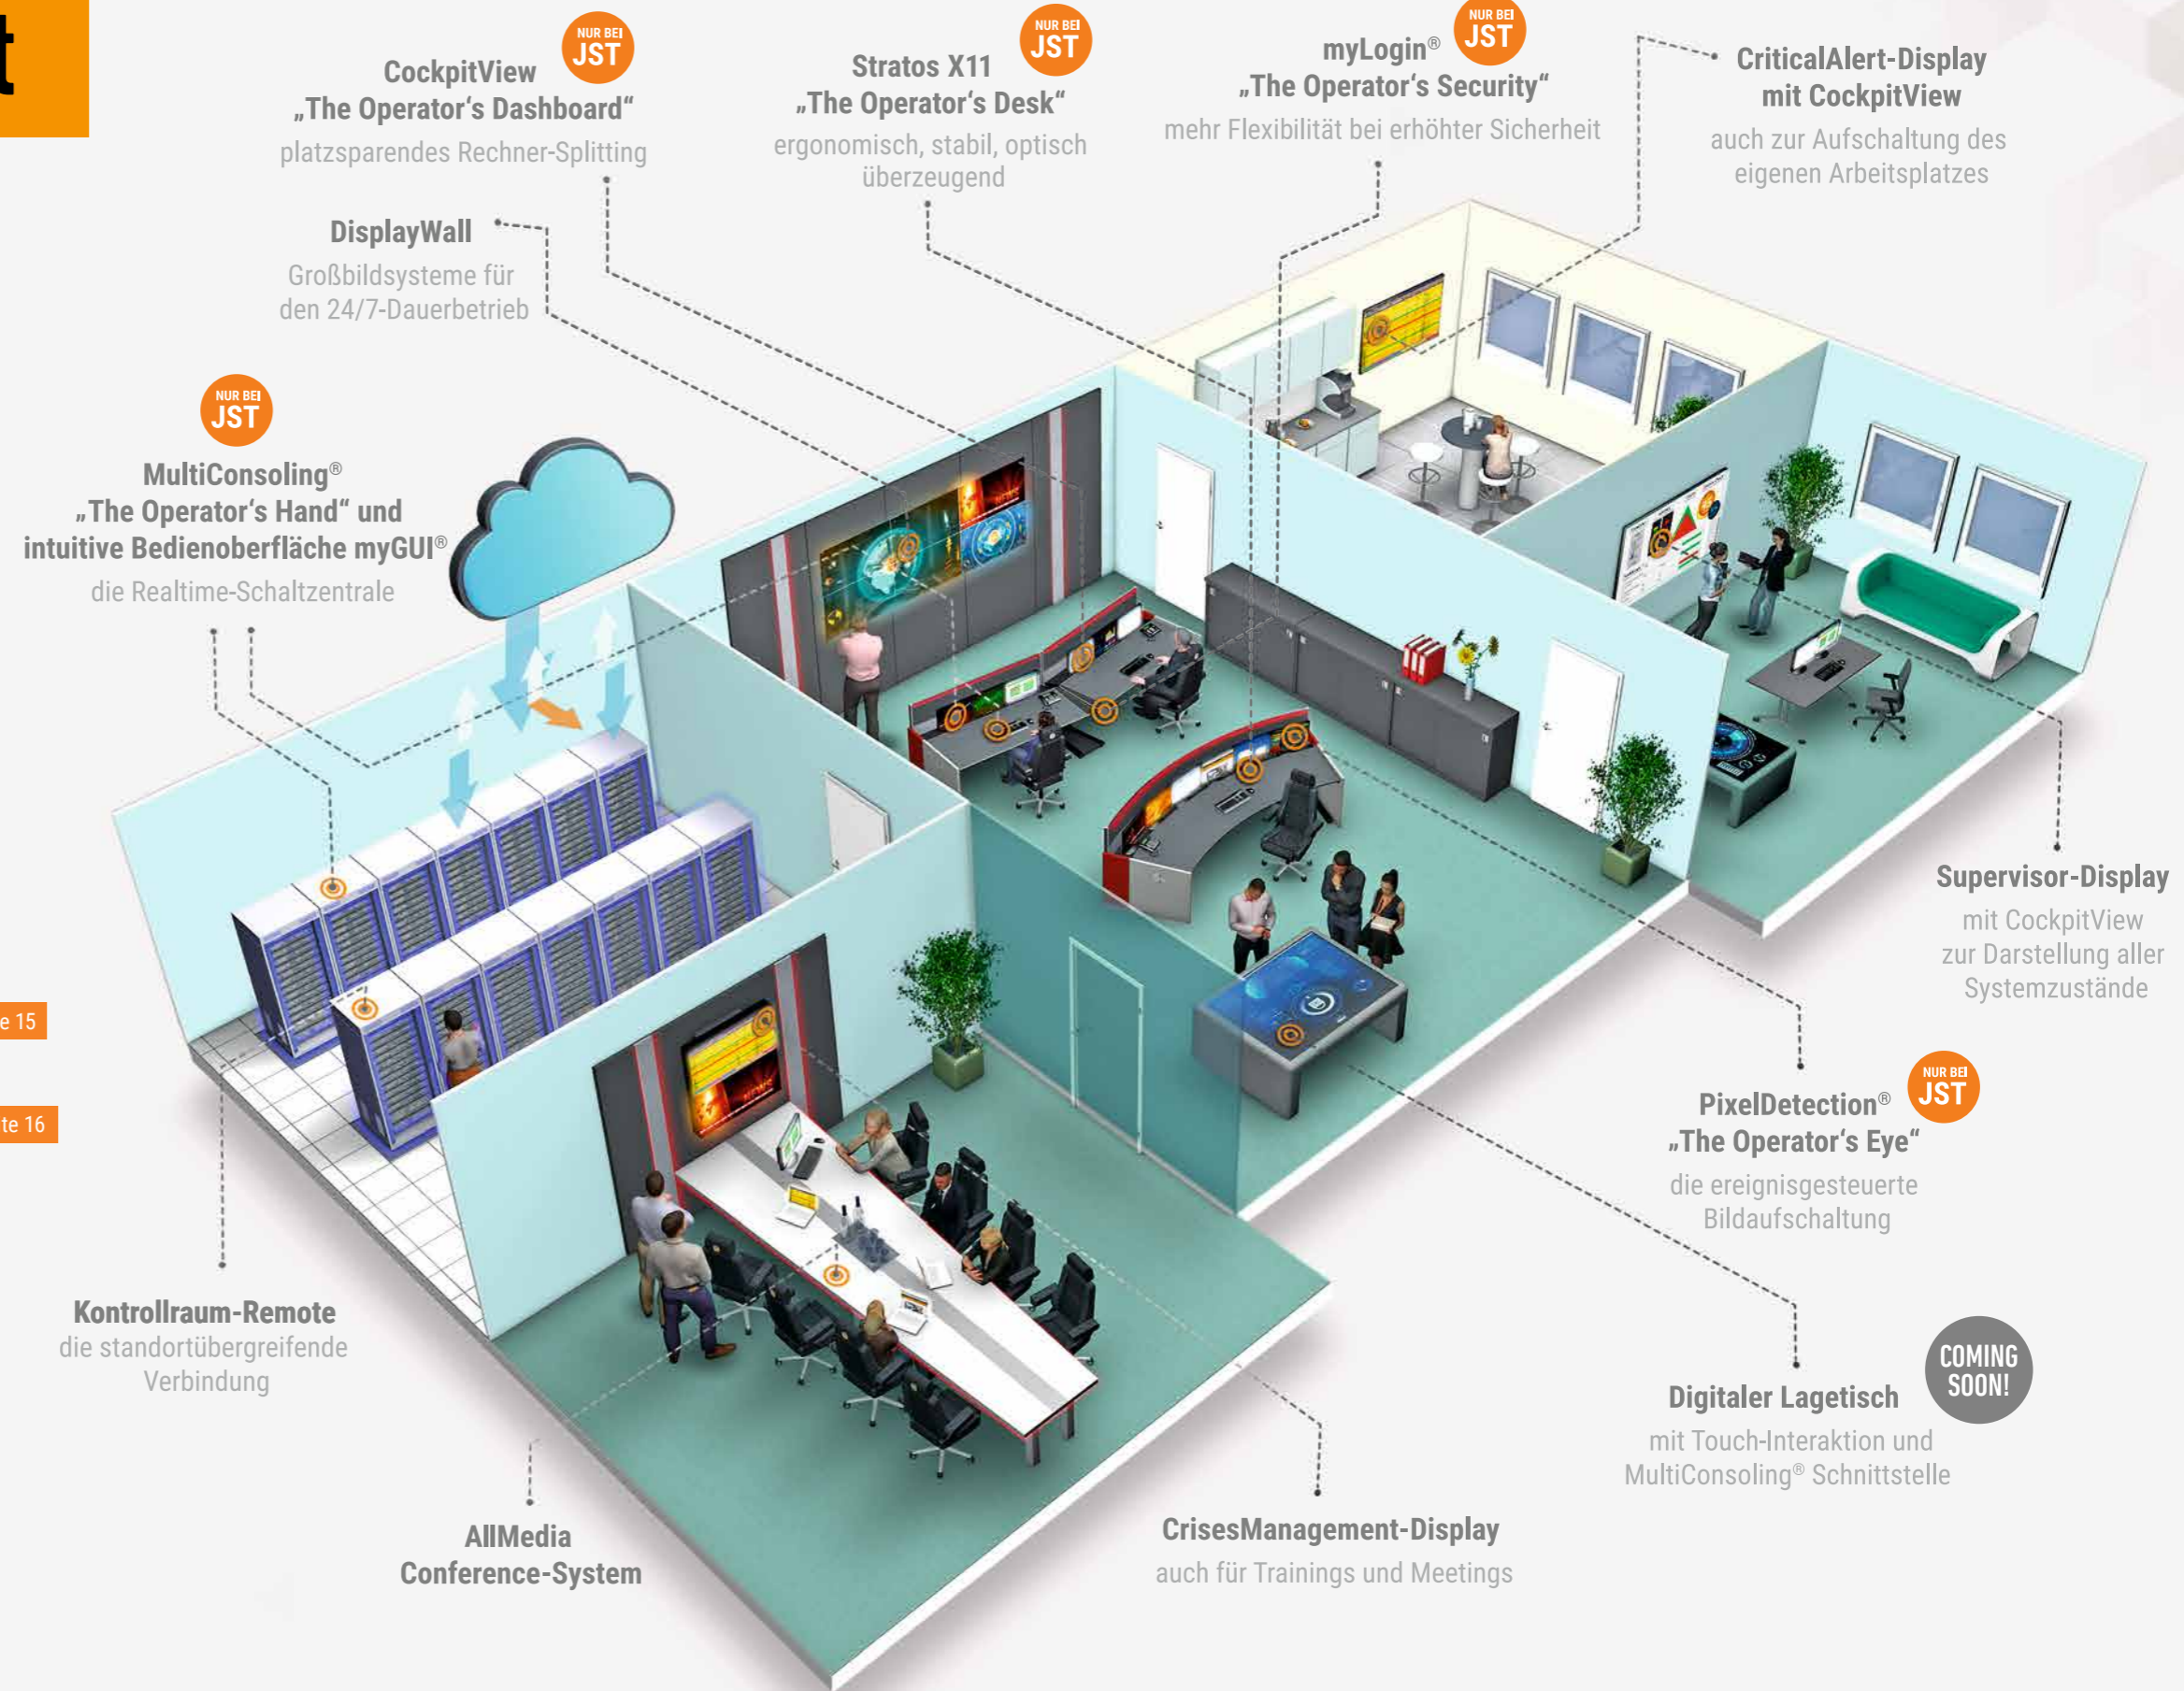 t
NUR BEI
JST
CockpitView
„The Operator‘s Dashboard“
platzsparendes Rechner-Splitting
NUR BEI
JST
Stratos X11
„The Operator‘s Desk“
ergonomisch, stabil, optisch
überzeugend
NUR BEI
JST
myLogin®
„The Operator‘s Security“
mehr Flexibilität bei erhöhter Sicherheit
CriticalAlert-Display
mit CockpitView
auch zur Aufschaltung des
eigenen Arbeitsplatzes
DisplayWall
Großbildsysteme für
den 24/7-Dauerbetrieb
NUR BEI
JST
MultiConsoling®
„The Operator‘s Hand“ und
intuitive Bedienoberfläche myGUI®
die Realtime-Schaltzentrale
NEWS
Supervisor-Display
mit CockpitView
zur Darstellung aller
Systemzustände
e 15
te 16
NEWS
NUR BEI
JST
PixelDetection®
„The Operator‘s Eye“
die ereignisgesteuerte
Bildaufschaltung
Kontrollraum-Remote
die standortübergreifende
Verbindung
COMING
SOON!
Digitaler Lagetisch
mit Touch-Interaktion und
MultiConsoling® Schnittstelle
AllMedia
Conference-System
CrisesManagement-Display
auch für Trainings und Meetings